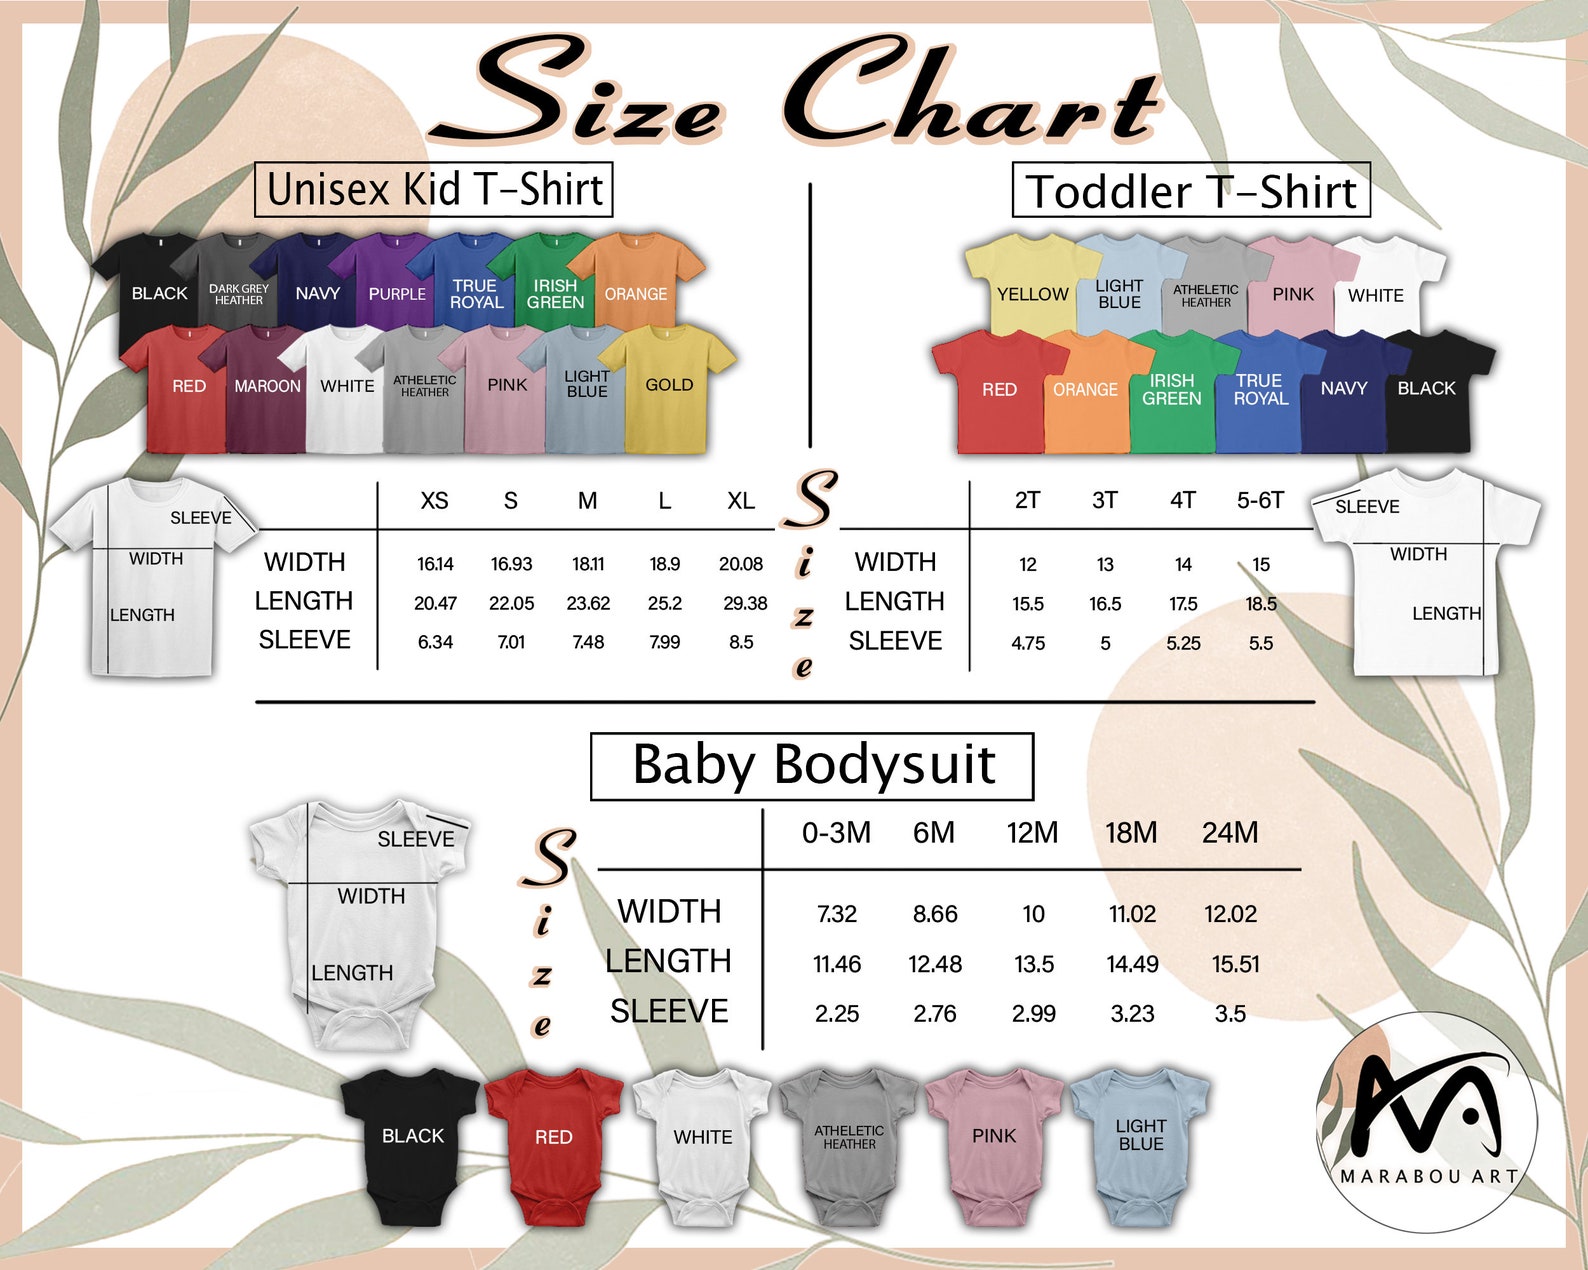 Size Chart
Unisex Kid T-Shirt
BLACK
DARK GREY
HEATHER
NAVY
PURPLE
TRUE
ROYAL
IRISH
GREEN
ORANGE
RED
MAROON
WHITE
ATHELETIC
HEATHER
PINK
LIGHT
BLUE
GOLD
Toddler T-Shirt
YELLOW
LIGHT
BLUE
ATHELETIC
HEATHER
PINK
WHITE
RED
ORANGE
IRISH
GREEN
TRUE
ROYAL
NAVY
BLACK
SLEEVE
WIDTH
LENGTH
XS S M L XL
WIDTH 16.14 16.93 18.11 18.9 20.08
LENGTH 20.47 22.05 23.62 25.2 29.38
SLEEVE 6.34 7.01 7.48 7.99 8.5
Size
2T 3T 4T 5-6T
WIDTH 12 13 14 15
LENGTH 15.5 16.5 17.5 18.5
SLEEVE 4.75 5 5.25 5.5
SLEEVE
WIDTH
LENGTH
Baby Bodysuit
SLEEVE
WIDTH
LENGTH
Size
0-3M 6M 12M 18M 24M
WIDTH 7.32 8.66 10 11.02 12.02
LENGTH 11.46 12.48 13.5 14.49 15.51
SLEEVE 2.25 2.76 2.99 3.23 3.5
BLACK
RED
WHITE
ATHELETIC
HEATHER
PINK
LIGHT
BLUE
MARABOU ART